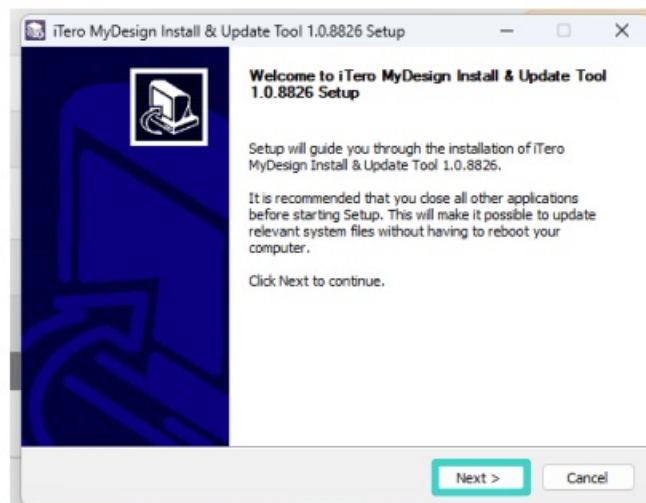 iTero MyDesign Install & Update Tool 1.0.8826 Setup
Welcome to iTero MyDesign Install & Update Tool
1.0.8826 Setup
Setup will guide you through the installation of iTero
MyDesign Install & Update Tool 1.0.8826.
It is recommended that you close all other applications
before starting Setup. This will make it possible to update
relevant system files without having to reboot your
computer.
Click Next to continue.
Next >
Cancel